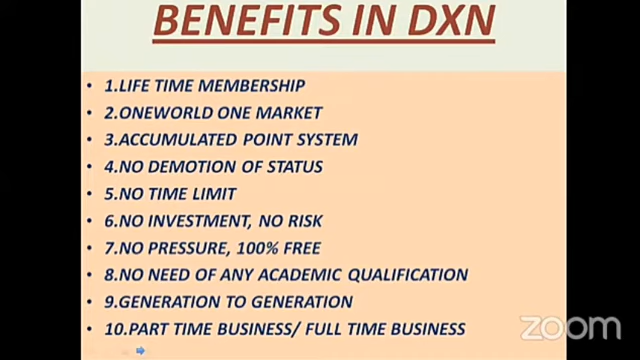 BENEFITS IN DXN
• 1.LIFE TIME MEMBERSHIP
• 2.ONEWORLD ONE MARKET
• 3.ACCUMULATED POINT SYSTEM
• 4.NO DEMOTION OF STATUS
• 5.NO TIME LIMIT
• 6.NO INVESTMENT, NO RISK
• 7.NO PRESSURE, 100% FREE
• 8.NO NEED OF ANY ACADEMIC QUALIFICATION
• 9.GENERATION TO GENERATION
• 10.PART TIME BUSINESS/ FULL TIME BUSINESS
zoom